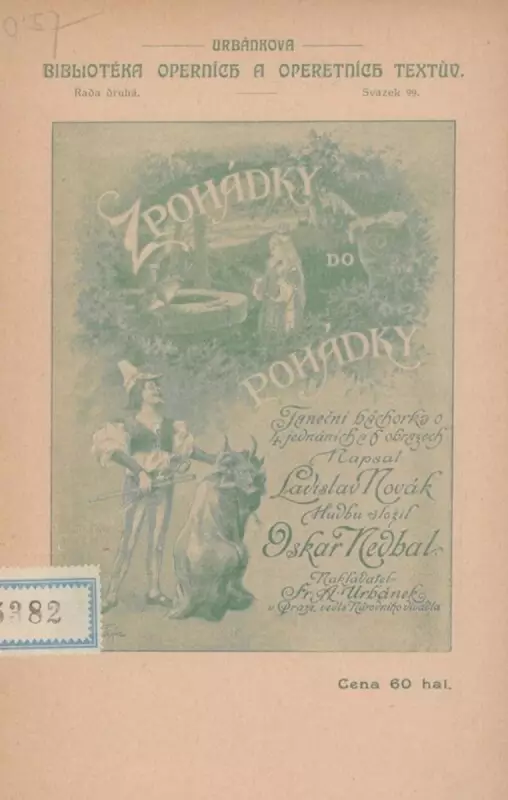 URBÁNKOVA
BIBLIOTÉKA OPERNÍCH A OPERETNÍCH TEXTŮV.
Řada druhá. Svazek 99.
Z POHÁDKY
DO
POHÁDKY
Taneční báchorka o
4 jednáních a 6 obrazech
Napsal
Ladislav Novák
Hudbu složil
Oskar Nedbal
Nakladatel
Fr. A. Urbánek
v Praze, vedle Národního divadla
3382
Cena 60 hal.